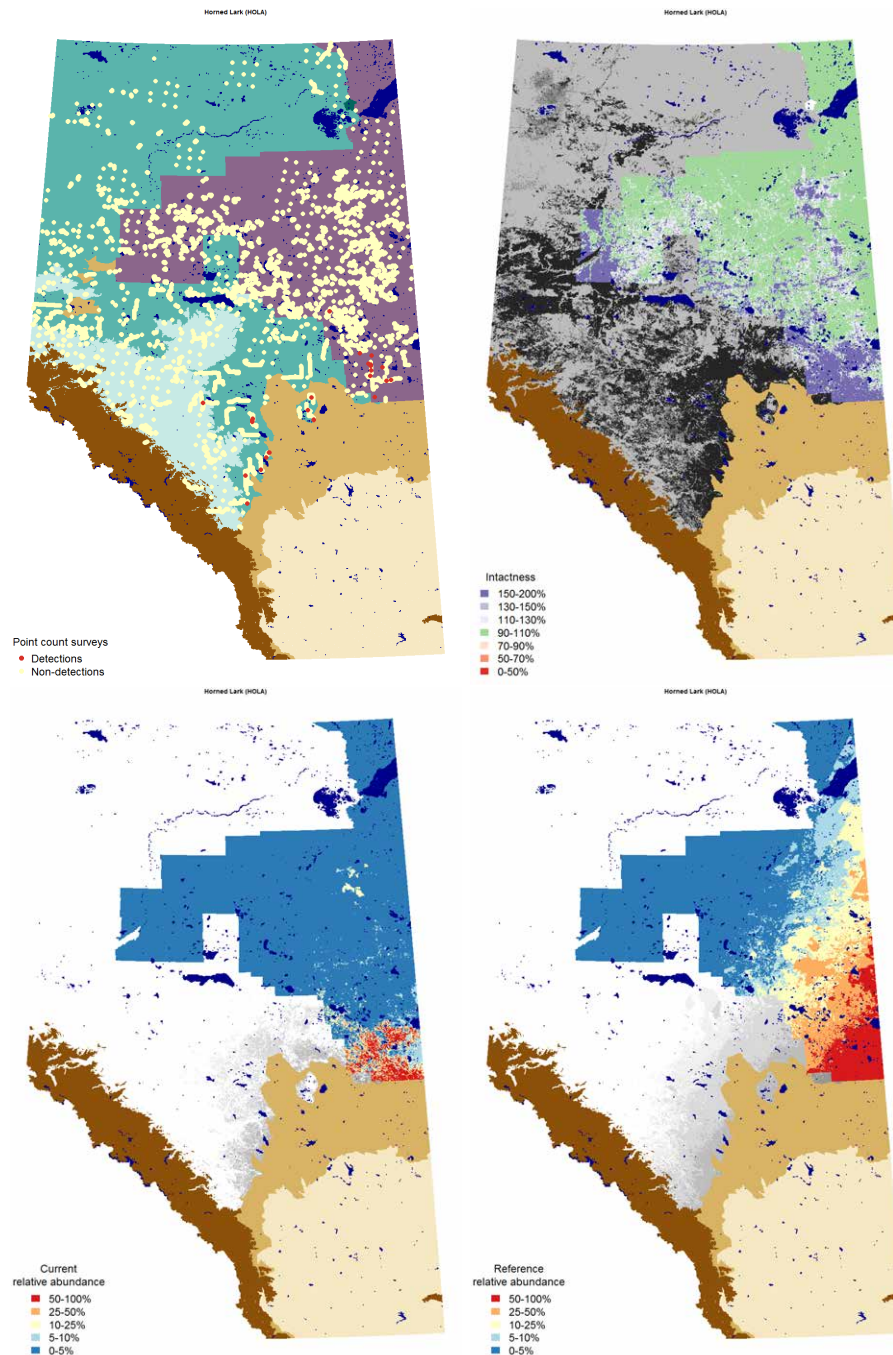 Horned Lark (HOLA)
Point count surveys
Detections
Non-detections
Horned Lark (HOLA)
Intactness
150-200%
130-150%
110-130%
90-110%
70-90%
50-70%
0-50%
Horned Lark (HOLA)
Current
relative abundance
50-100%
25-50%
10-25%
5-10%
0-5%
Horned Lark (HOLA)
Reference
relative abundance
50-100%
25-50%
10-25%
5-10%
0-5%